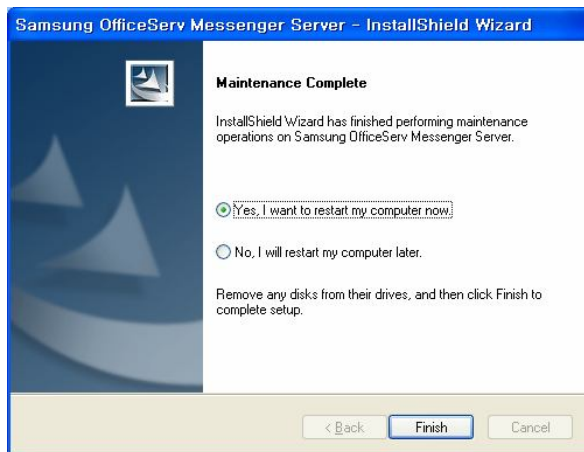 Samsung OfficeServ Messenger Server - InstallShield Wizard
Maintenance Complete
InstallShield Wizard has finished performing maintenance
operations on Samsung OfficeServ Messenger Server.
Yes, I want to restart my computer now.
No, I will restart my computer later.
Remove any disks from their drives, and then click Finish to
complete setup.
< Back
Finish
Cancel